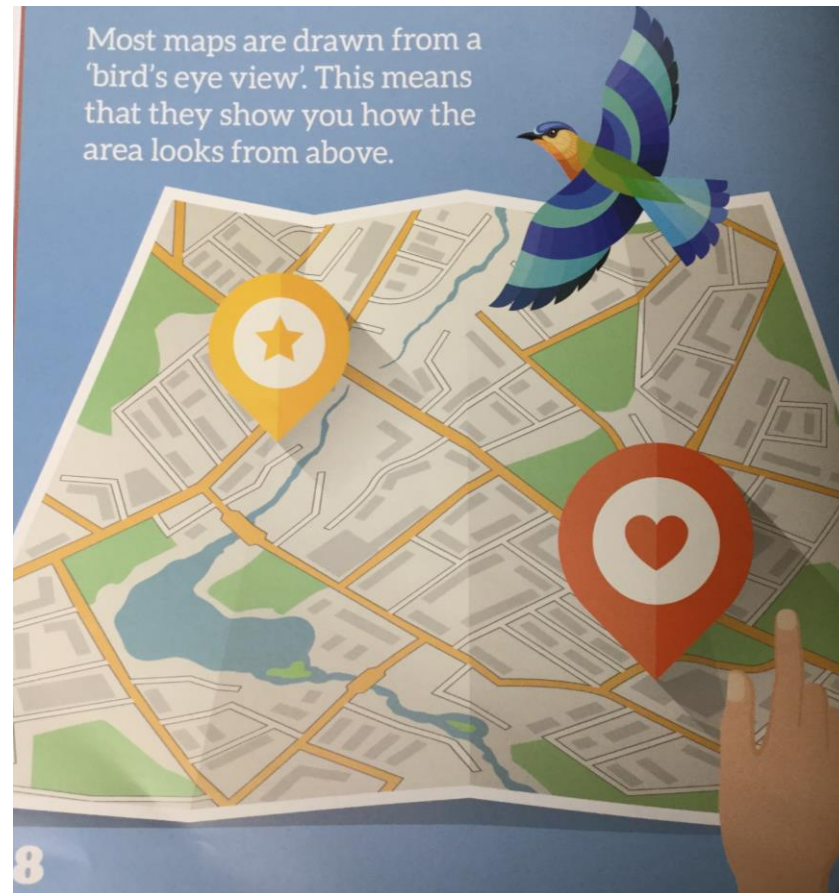 Most maps are drawn from a
‘bird’s eye view’. This means
that they show you how the
area looks from above.
8